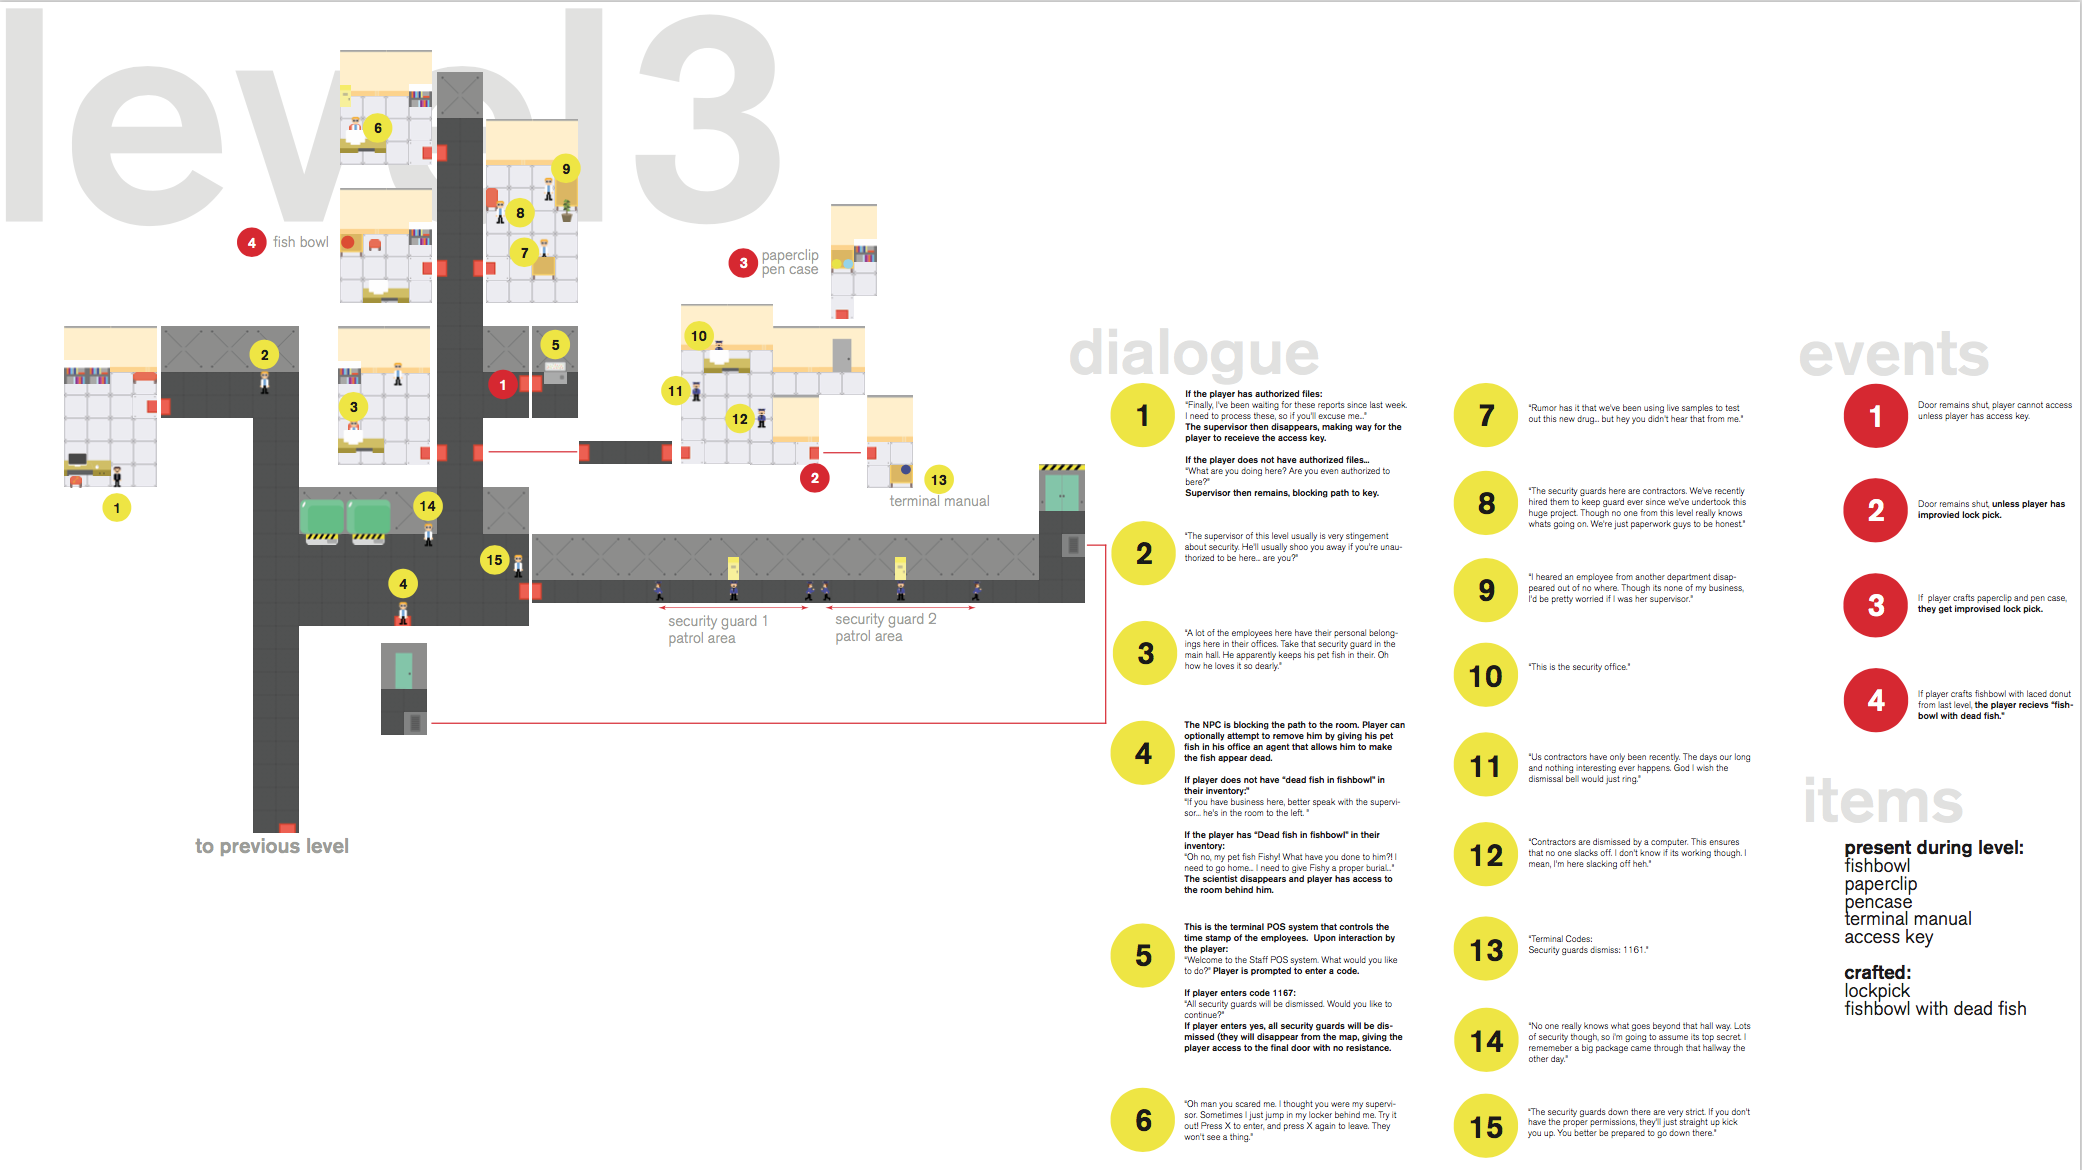 level 3
6
9
8
7
4 fish bowl
3 paperclip
pen case
2
5
1
3
10
11
12
2
13
terminal manual
1
14
15
4
security guard 1
patrol area
security guard 2
patrol area
to previous level
dialogue
1
If the player has authorized files:
"Finally, I've been waiting for these reports since last week.
I need to process these, so if you'll excuse me.."
The supervisor then disappears, making way for the
player to receieve the access key.
If the player does not have authorized files...
"What are you doing here? Are you even authorized to
bere?"
Supervisor then remains, blocking path to key.
2
"The supervisor of this level usually is very stingement
about security. He'll usually shoo you away if you're unau-
thorized to be here... are you?"
3
"A lot of the employees here have their personal belong-
ings here in their offices. Take that security guard in the
main hall. He apparently keeps his pet fish in their. Oh
how he loves it so dearly."
4
The NPC is blocking the path to the room. Player can
optionally attempt to remove him by giving his pet
fish in his office an agent that allows him to make
the fish appear dead.
If player does not have "dead fish in fishbowl" in
their inventory:"
"If you have business here, better speak with the supervi-
sor... he's in the room to the left. "
If the player has "Dead fish in fishbowl" in their
inventory:
"Oh no, my pet fish Fishy! What have you done to him?! I
need to go home.. I need to give Fishy a proper burial.."
The scientist disappears and player has access to
the room behind him.
5
This is the terminal POS system that controls the
time stamp of the employees.  Upon interaction by
the player:
"Welcome to the Staff POS system. What would you like
to do?" Player is prompted to enter a code.
If player enters code 1167:
"All security guards will be dismissed. Would you like to
continue?"
If player enters yes, all security guards will be dis-
missed (they will disappear from the map, giving the
player access to the final door with no resistance.
6
"Oh man you scared me. I thought you were my supervi-
sor. Sometimes I just jump in my locker behind me. Try it
out! Press X to enter, and press X again to leave. They
won't see a thing."
7
"Rumor has it that we've been using live samples to test
out this new drug... but hey you didn't hear that from me."
8
"The security guards here are contractors. We've recently
hired them to keep guard ever since we've undertook this
huge project. Though no one from this level really knows
whats going on. We're just paperwork guys to be honest."
9
"I heared an employee from another department disap-
peared out of no where. Though its none of my business,
I'd be pretty worried if I was her supervisor."
10
"This is the security office."
11
"Us contractors have only been recently. The days our long
and nothing interesting ever happens. God I wish the
dismissal bell would just ring."
12
"Contractors are dismissed by a computer. This ensures
that no one slacks off. I don't know if its working though. I
mean, I'm here slacking off heh."
13
"Terminal Codes:
Security guards dismiss: 1161."
14
"No one really knows what goes beyond that hall way. Lots
of security though, so i'm going to assume its top secret. I
rememeber a big package came through that hallway the
other day."
15
"The security guards down there are very strict. If you don't
have the proper permissions, they'll just straight up kick
you up. You better be prepared to go down there."
events
1
Door remains shut, player cannot access
unless player has access key.
2
Door remains shut, unless player has
improvied lock pick.
3
If  player crafts paperclip and pen case,
they get improvised lock pick.
4
If player crafts fishbowl with laced donut
from last level, the player recievs "fish-
bowl with dead fish."
items
present during level:
fishbowl
paperclip
pencase
terminal manual
access key
crafted:
lockpick
fishbowl with dead fish